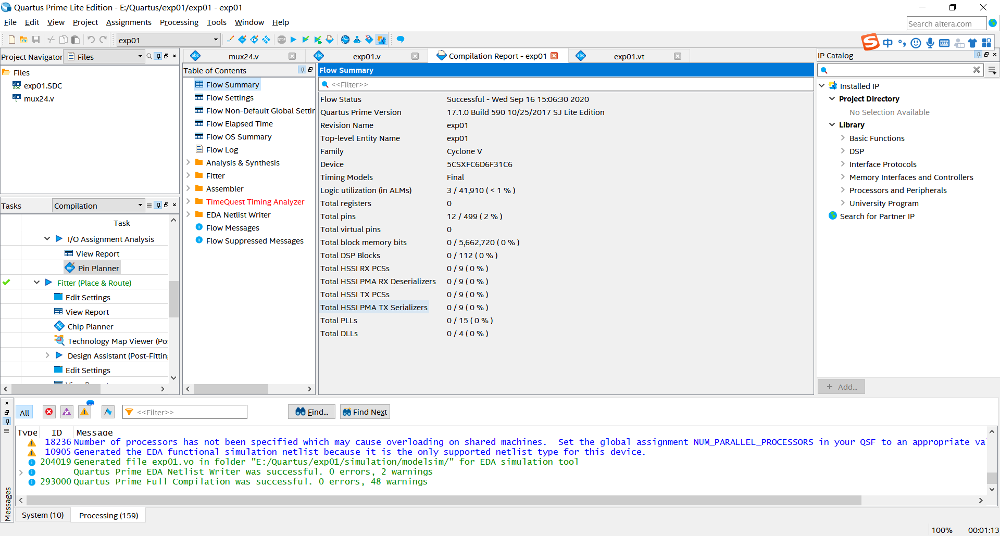 Quartus Prime Lite Edition - E:/Quartus/exp01/exp01 - exp01
File Edit View Project Assignments Processing Tools Window Help
Search altera.com
exp01
中
Project Navigator Files
mux24.v
exp01.v
Compilation Report - exp01
exp01.vt
IP Catalog
Files
exp01.SDC
mux24.v
Tasks Compilation
Task
I/O Assignment Analysis
View Report
Pin Planner
Fitter (Place & Route)
Edit Settings
View Report
Chip Planner
Technology Map Viewer (Pos
Design Assistant (Post-Fitting
Edit Settings
Table of Contents
Flow Summary
Flow Settings
Flow Non-Default Global Settin
Flow Elapsed Time
Flow OS Summary
Flow Log
Analysis & Synthesis
Fitter
Assembler
TimeQuest Timing Analyzer
EDA Netlist Writer
Flow Messages
Flow Suppressed Messages
Flow Summary
<<Filter>>
Flow Status Successful - Wed Sep 16 15:06:30 2020
Quartus Prime Version 17.1.0 Build 590 10/25/2017 SJ Lite Edition
Revision Name exp01
Top-level Entity Name exp01
Family Cyclone V
Device 5CSXFC6D6F31C6
Timing Models Final
Logic utilization (in ALMs) 3 / 41,910 ( < 1 % )
Total registers 0
Total pins 12 / 499 ( 2 % )
Total virtual pins 0
Total block memory bits 0 / 5,662,720 ( 0 % )
Total DSP Blocks 0 / 112 ( 0 % )
Total HSSI RX PCSs 0 / 9 ( 0 % )
Total HSSI PMA RX Deserializers 0 / 9 ( 0 % )
Total HSSI TX PCSs 0 / 9 ( 0 % )
Total HSSI PMA TX Serializers 0 / 9 ( 0 % )
Total PLLs 0 / 15 ( 0 % )
Total DLLs 0 / 4 ( 0 % )
Installed IP
Project Directory
No Selection Available
Library
Basic Functions
DSP
Interface Protocols
Memory Interfaces and Controllers
Processors and Peripherals
University Program
Search for Partner IP
+ Add...
All <<Filter>> Find... Find Next
Type ID Message
18236 Number of processors has not been specified which may cause overloading on shared machines. Set the global assignment NUM_PARALLEL_PROCESSORS in your QSF to an appropriate va
10905 Generated the EDA functional simulation netlist because it is the only supported netlist type for this device.
204019 Generated file exp01.vo in folder "E:/Quartus/exp01/simulation/modelsim/" for EDA simulation tool
Quartus Prime EDA Netlist Writer was successful. 0 errors, 2 warnings
293000 Quartus Prime Full Compilation was successful. 0 errors, 48 warnings
Messages
System (10) Processing (159)
100% 00:01:13